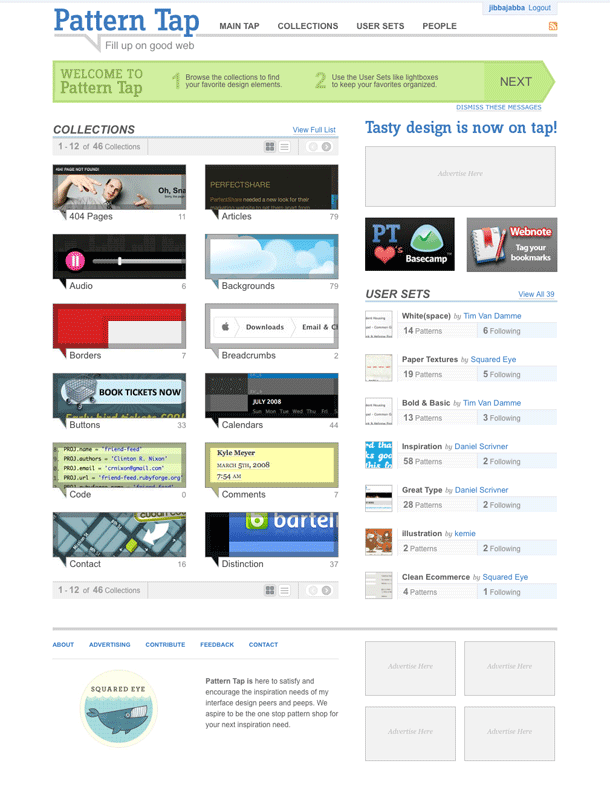 jibbajabba Logout
Pattern Tap
MAIN TAP COLLECTIONS USER SETS PEOPLE
Fill up on good web
WELCOME TO
Pattern Tap
1 Browse the collections to find
your favorite design elements.
2 Use the User Sets like lightboxes
to keep your favorites organized.
NEXT
DISMISS THESE MESSAGES
COLLECTIONS
View Full List
1 - 12 of 46 Collections
404 PAGE NOT FOUND!
Oh, Sna
404 Pages 11
PERFECTSHARE
PerfectShare needed a new look for their
Articles 79
Audio 6
Backgrounds 79
Borders 7
Downloads Email & C
Breadcrumbs 2
BOOK TICKETS NOW
Buttons 33
JULY 2008
Sun Mon Tue Wed Thu Fri S
Calendars 44
PROJ.name = "friend-feed"
PROJ.authors = "Clinton R. Nixon"
PROJ.email = "crnixon@gmail.com"
PROJ.url = friend-feed.rubyforge.org'
Code 0
Kyle Meyer
MARCH 5TH, 2008
7:54 AM
Comments 7
Contact 16
bartell
Distinction 37
1 - 12 of 46 Collections
Tasty design is now on tap!
Advertise Here
PT
's Basecamp
Webnote
Tag your
bookmarks
USER SETS
View All 39
White(space) by Tim Van Damme
14 Patterns 6 Following
Paper Textures by Squared Eye
19 Patterns 5 Following
Bold & Basic by Tim Van Damme
13 Patterns 3 Following
Inspiration by Daniel Scrivner
58 Patterns 2 Following
Great Type by Daniel Scrivner
28 Patterns 2 Following
illustration by kemie
2 Patterns 2 Following
Clean Ecommerce by Squared Eye
4 Patterns 1 Following
ABOUT ADVERTISING CONTRIBUTE FEEDBACK CONTACT
SQUARED EYE
Pattern Tap is here to satisfy and
encourage the inspiration needs of my
interface design peers and peeps. We
aspire to be the one stop pattern shop for
your next inspiration need.
Advertise Here
Advertise Here
Advertise Here
Advertise Here